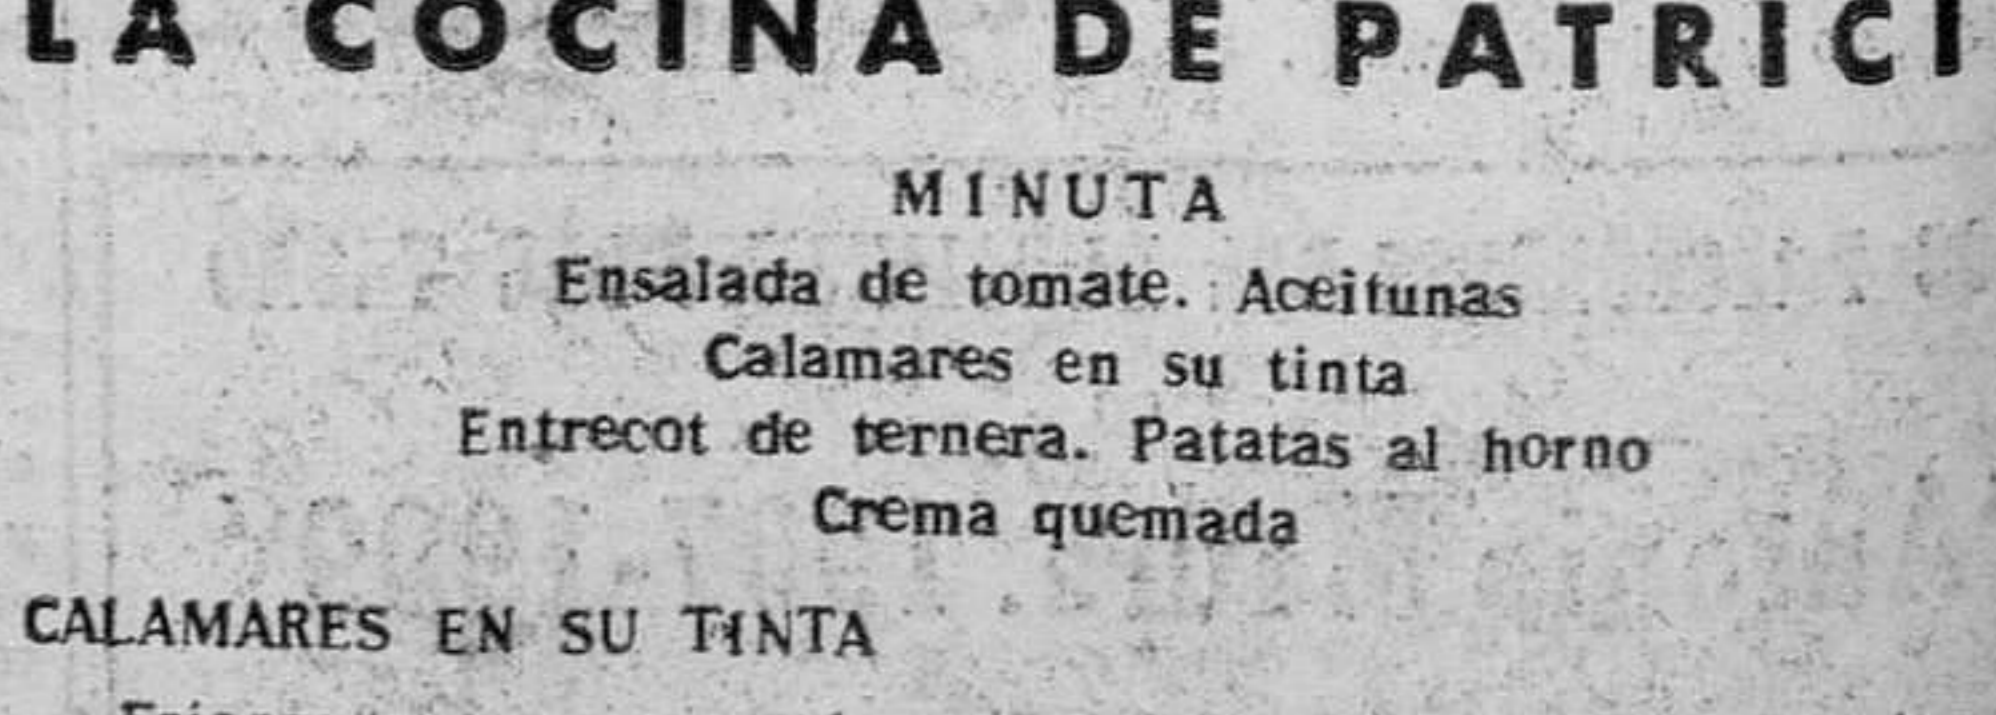 LA COCINA DE PATRICI
MINUTA
Ensalada de tomate. Aceitunas
Calamares en su tinta
Entrecot de ternera. Patatas al horno
Crema quemada
CALAMARES EN SU TINTA